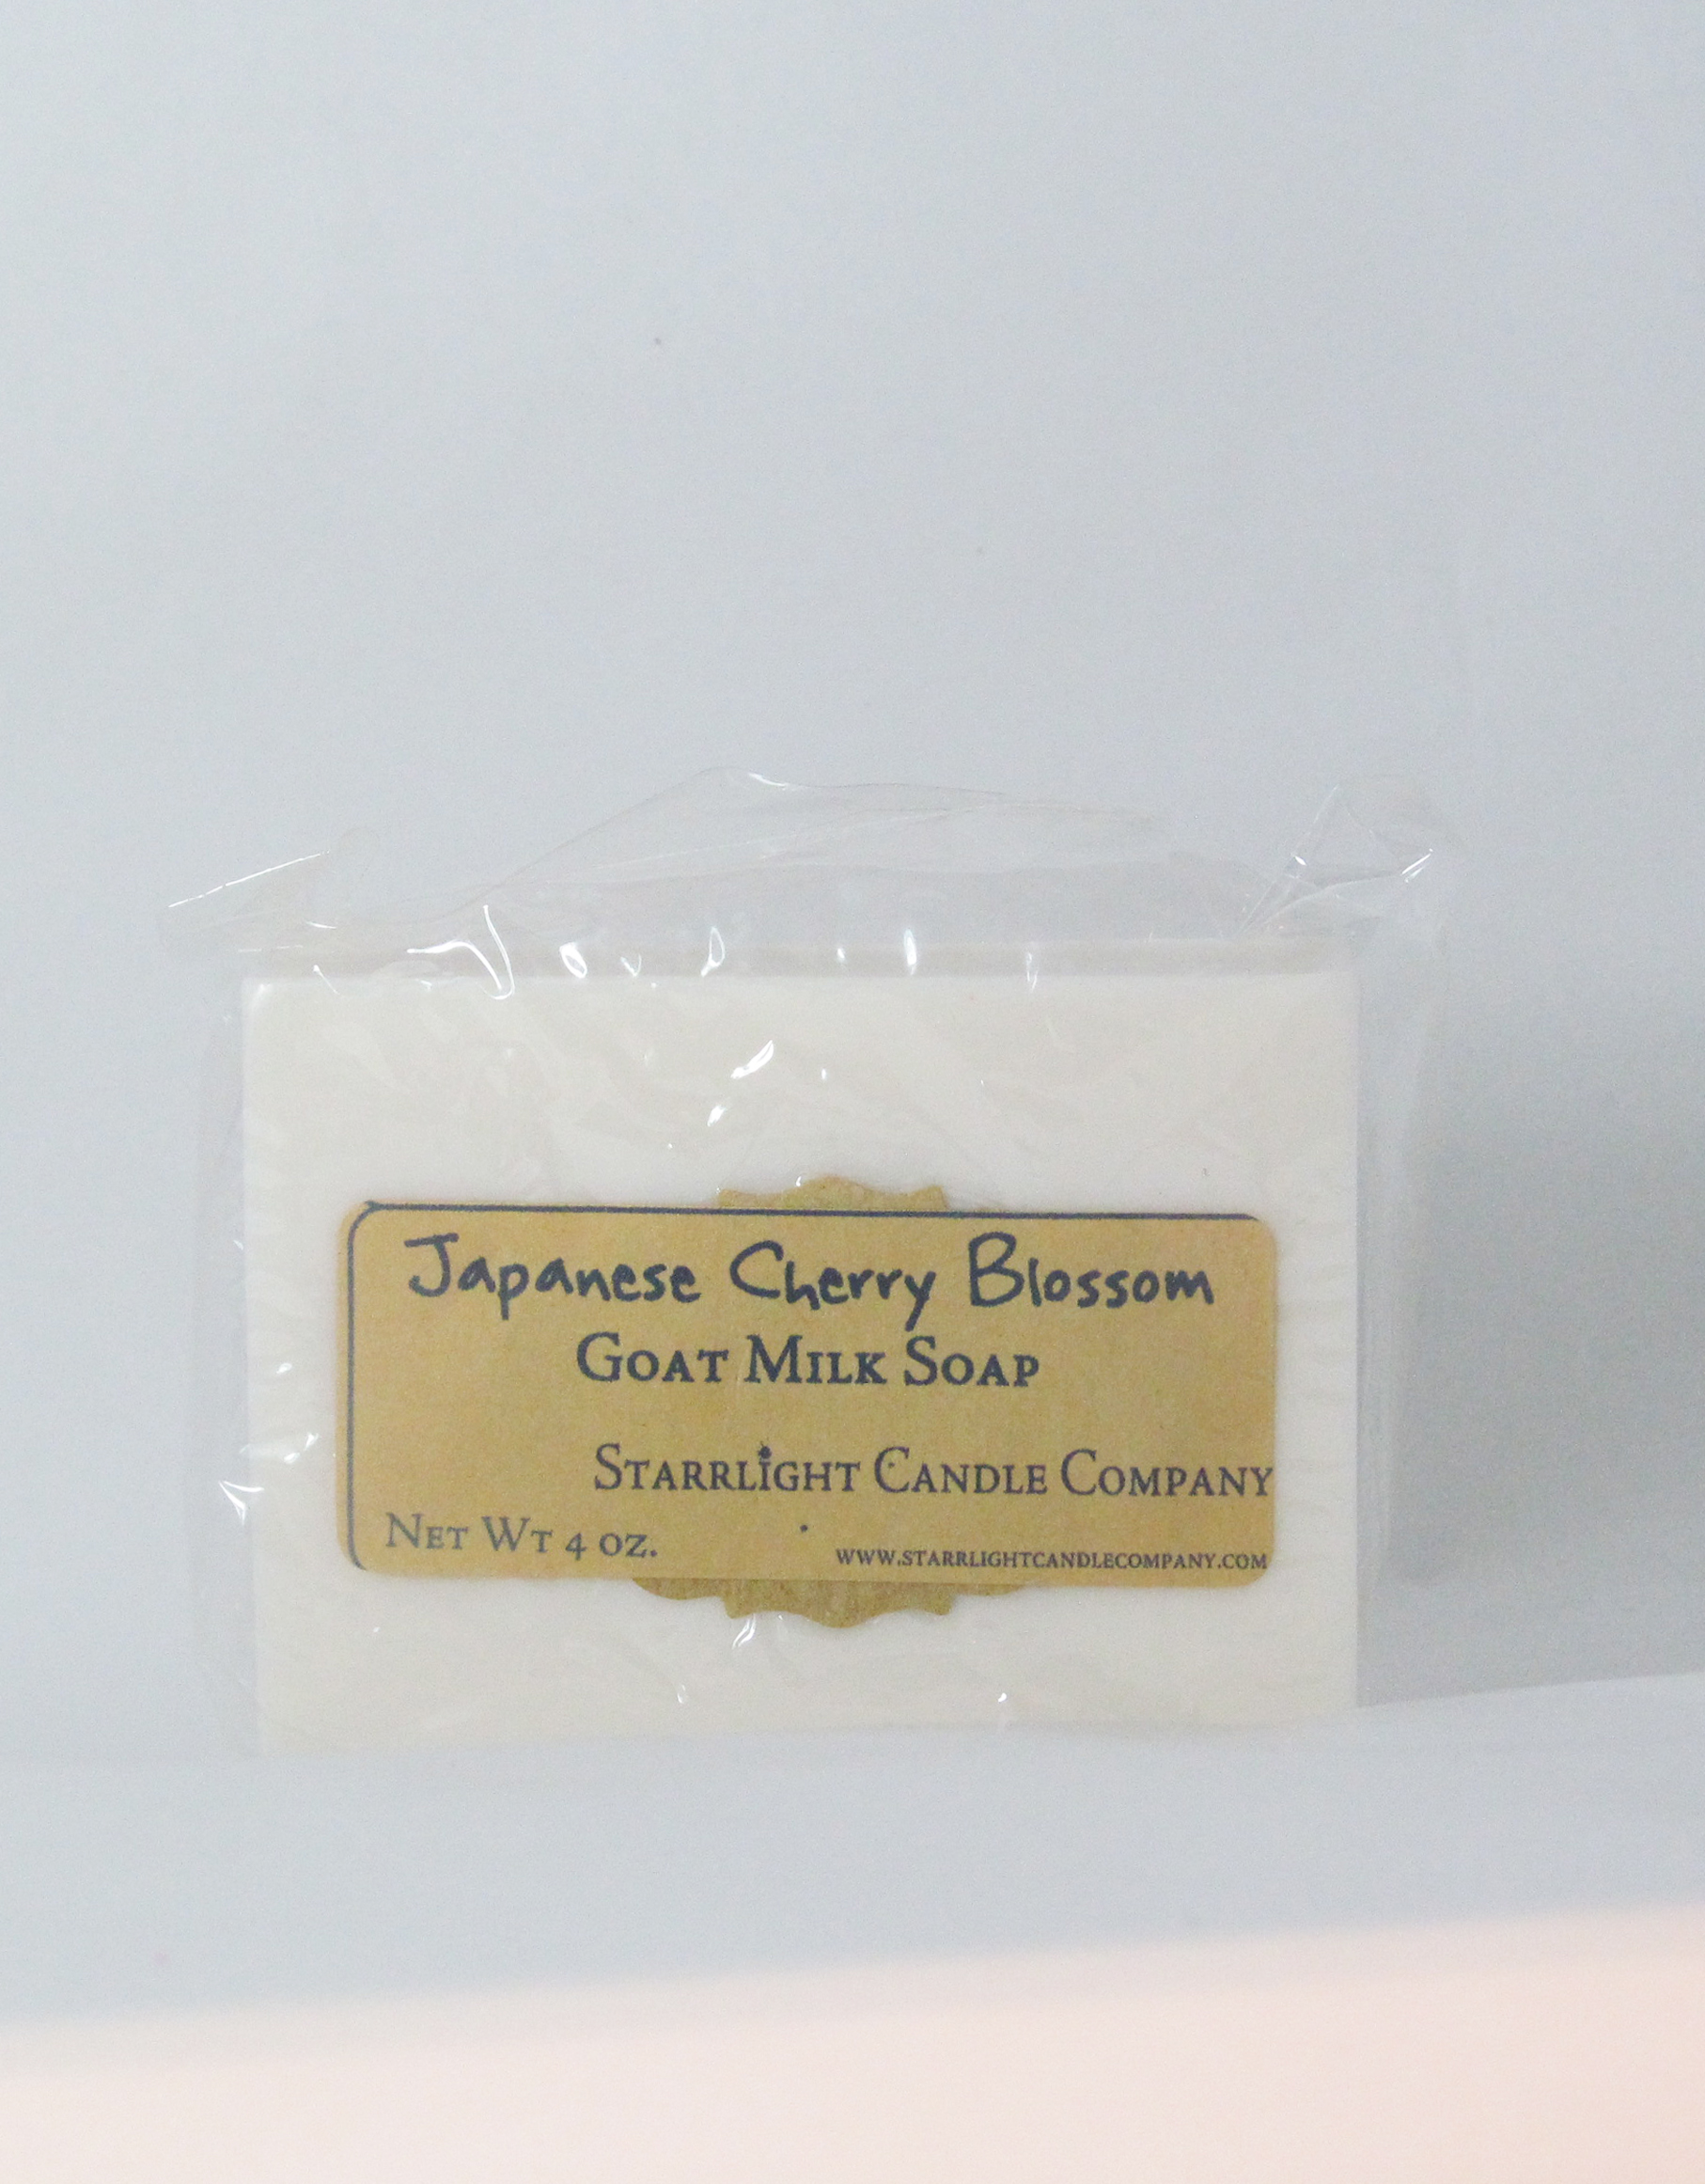 Japanese Cherry Blossom
Goat Milk Soap
Starrlight Candle Company
Net Wt 4 oz.
www.starrlightcandlecompany.com